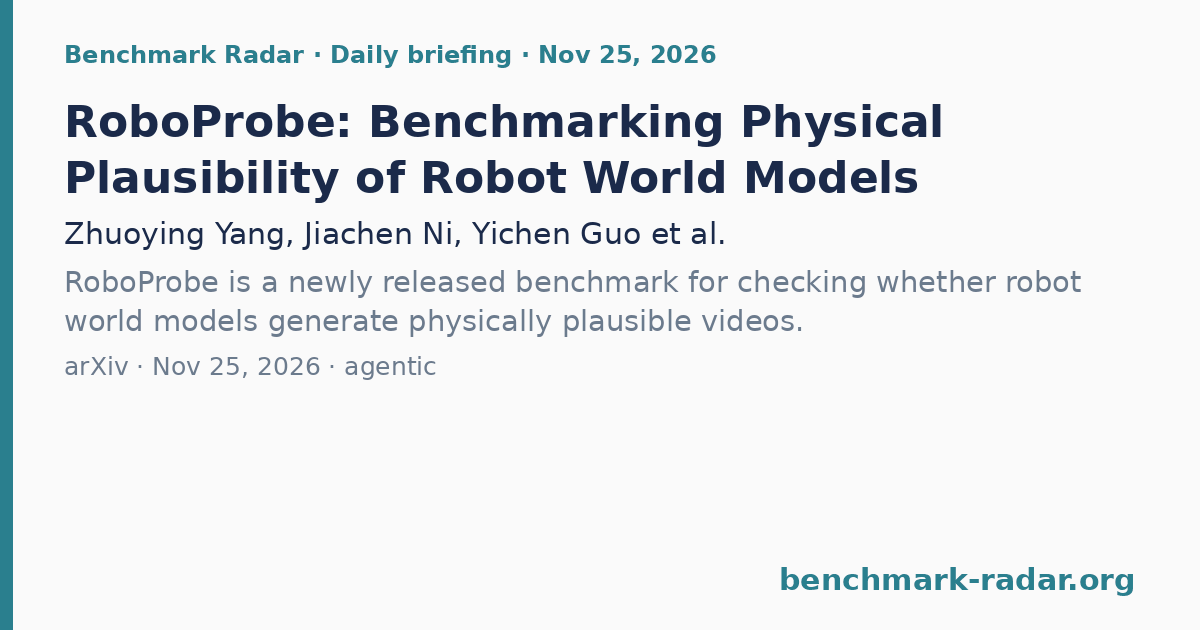 Benchmark Radar · Daily briefing · Nov 25, 2026
RoboProbe: Benchmarking Physical
Plausibility of Robot World Models
Zhuoying Yang, Jiachen Ni, Yichen Guo et al.
RoboProbe is a newly released benchmark for checking whether robot
world models generate physically plausible videos.
arXiv · Nov 25, 2026 · agentic
benchmark-radar.org